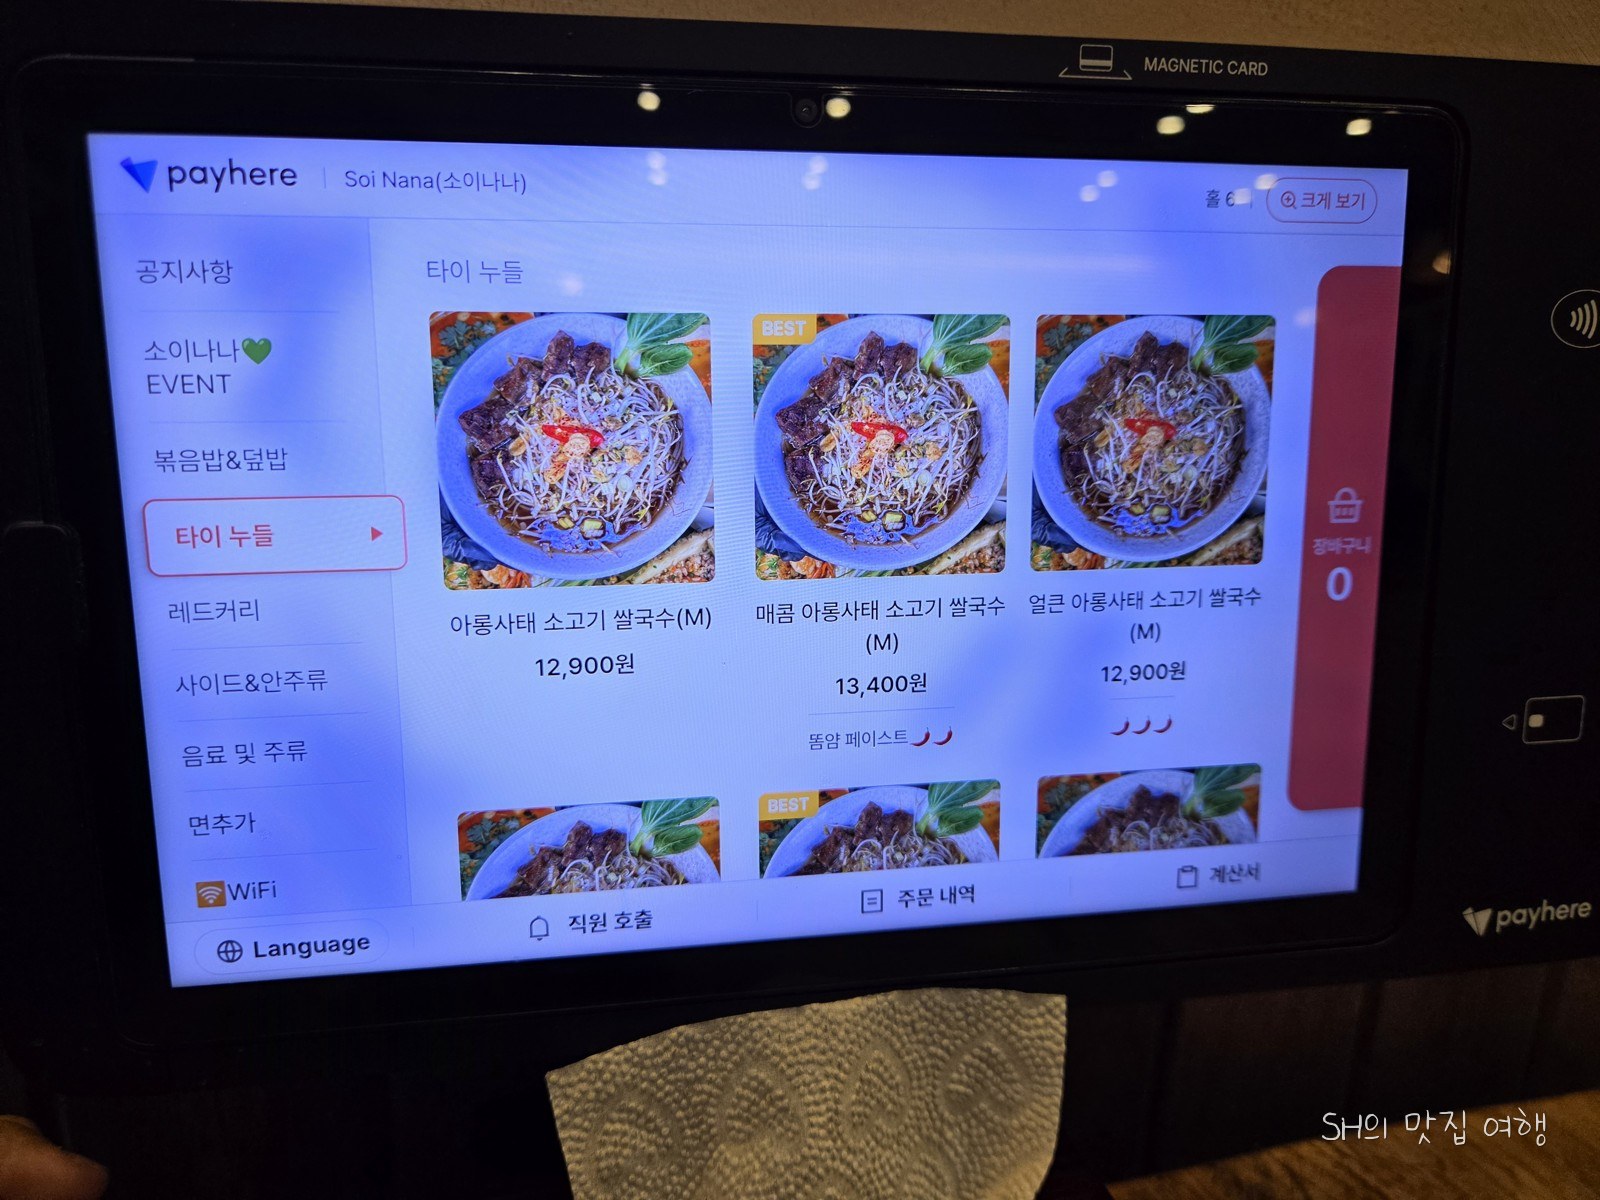 MAGNETIC CARD
payhere
Soi Nana(소이나나)
홀 6
크게 보기
공지사항
소이나나💚
EVENT
볶음밥&덮밥
타이 누들
레드커리
사이드&안주류
음료 및 주류
면추가
WiFi
Language
타이 누들
아롱사태 소고기 쌀국수(M)
12,900원
BEST
매콤 아롱사태 소고기 쌀국수
(M)
13,400원
똠얌 페이스트🌶️🌶️
얼큰 아롱사태 소고기 쌀국수
(M)
12,900원
🌶️🌶️🌶️
BEST
장바구니
0
직원 호출
주문 내역
계산서
payhere
SH의 맛집 여행